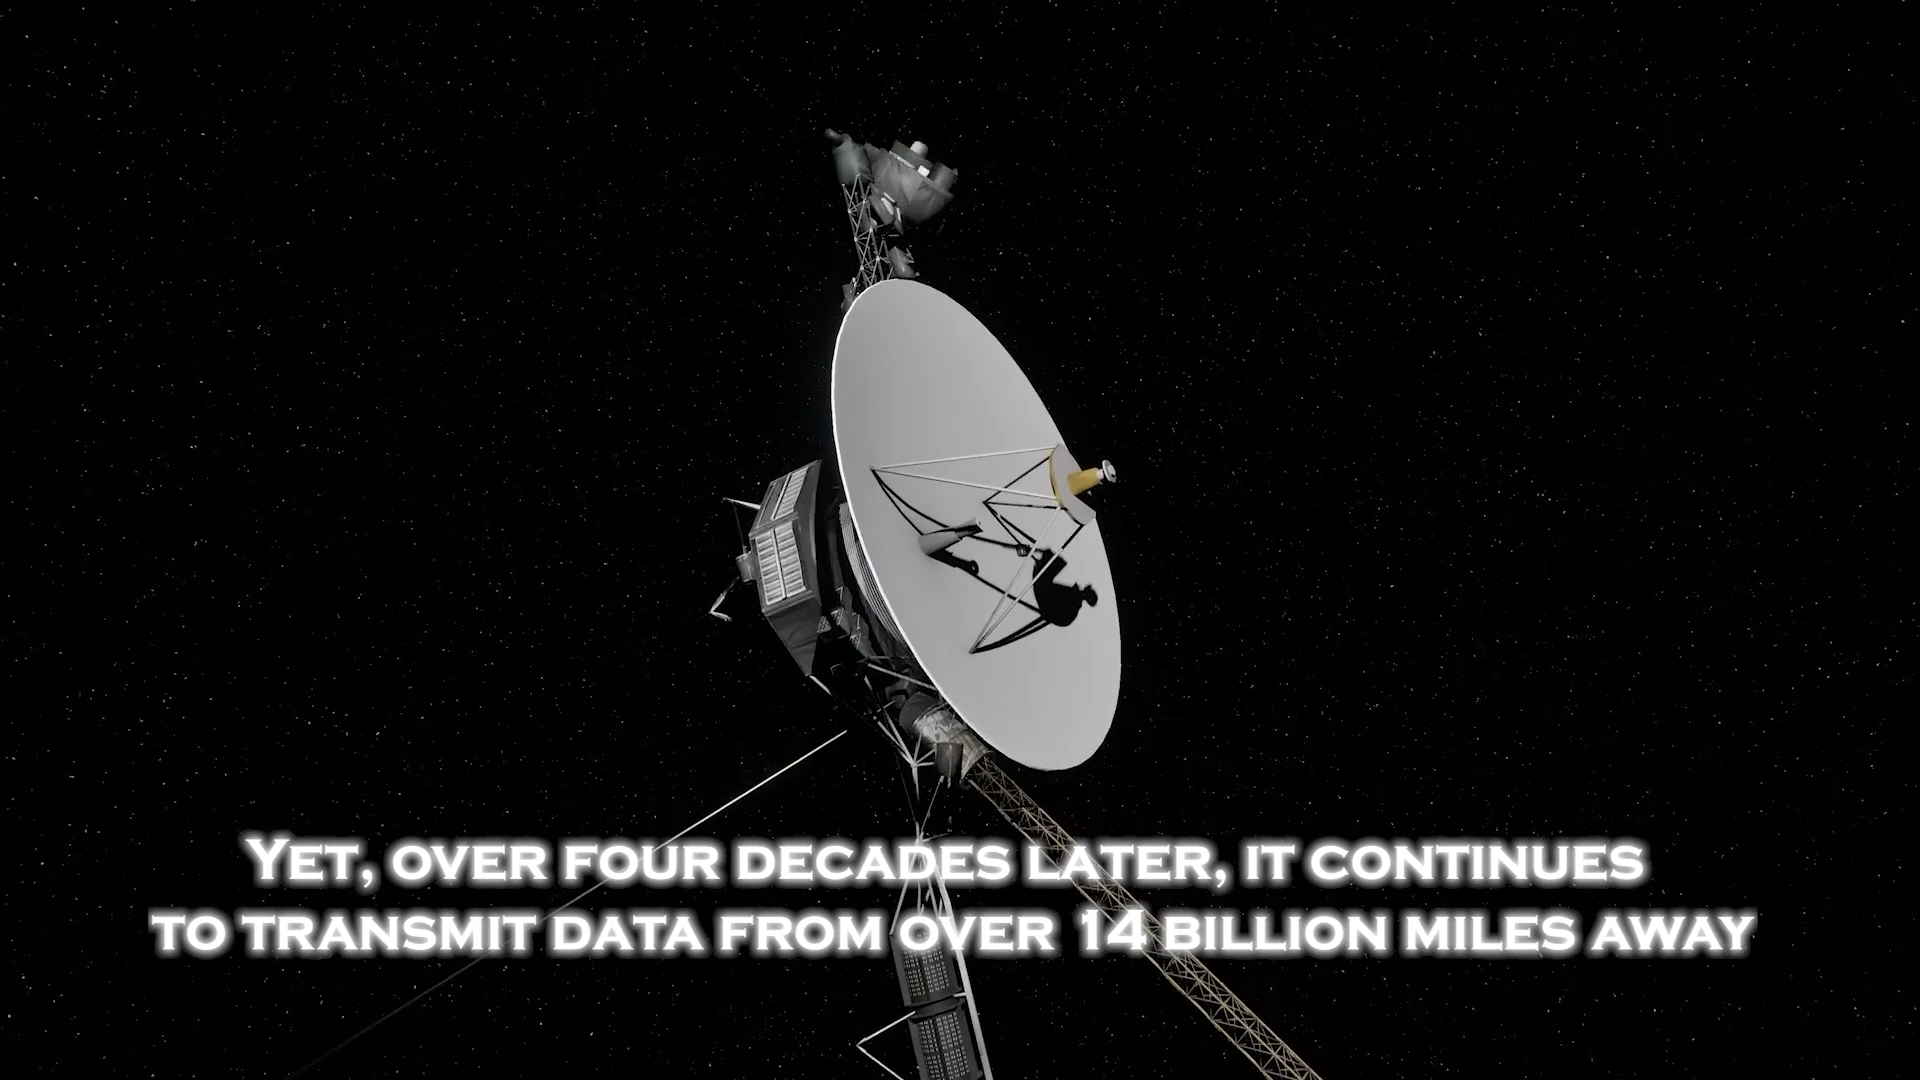 Yet, over four decades later, it continues
to transmit data from over 14 billion miles away